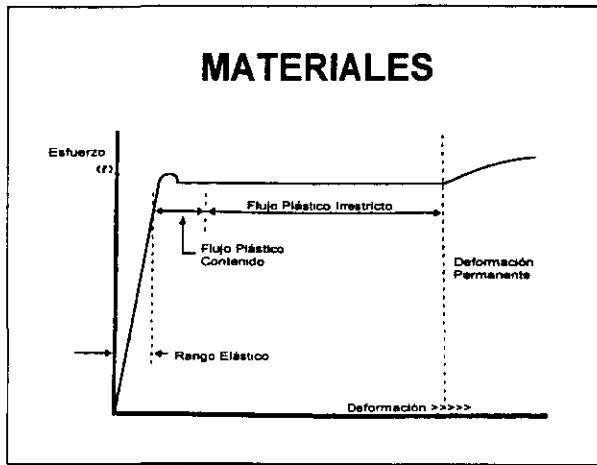 MATERIALES
Esfuerzo
(f)
Flujo Plástico Irrestricto
Flujo Plástico
Contenido
Deformación
Permanente
Rango Elástico
Deformación >>>>>